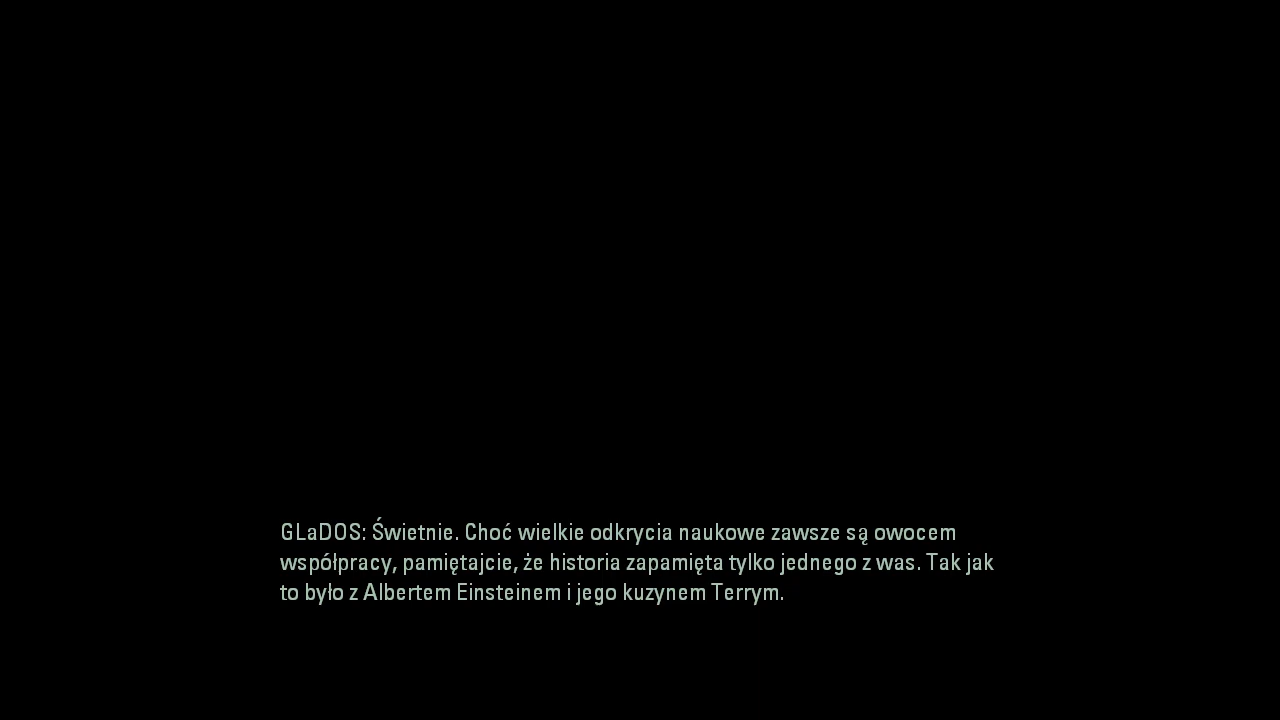 GLaDOS: Świetnie. Choć wielkie odkrycia naukowe zawsze są owocem
współpracy, pamiętajcie, że historia zapamięta tylko jednego z was. Tak jak
to było z Albertem Einsteinem i jego kuzynem Terrym.